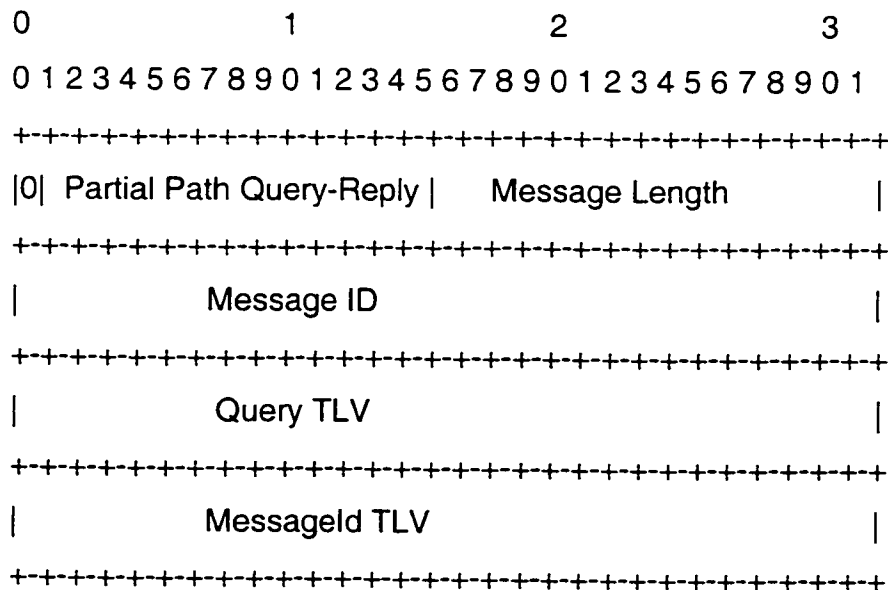 0 1 2 3
0 1 2 3 4 5 6 7 8 9 0 1 2 3 4 5 6 7 8 9 0 1 2 3 4 5 6 7 8 9 0 1
+-+-+-+-+-+-+-+-+-+-+-+-+-+-+-+-+-+-+-+-+-+-+-+-+-+-+-+-+-+-+-+-+
|0| Partial Path Query-Reply | Message Length |
+-+-+-+-+-+-+-+-+-+-+-+-+-+-+-+-+-+-+-+-+-+-+-+-+-+-+-+-+-+-+-+-+
| Message ID |
+-+-+-+-+-+-+-+-+-+-+-+-+-+-+-+-+-+-+-+-+-+-+-+-+-+-+-+-+-+-+-+-+
| Query TLV |
+-+-+-+-+-+-+-+-+-+-+-+-+-+-+-+-+-+-+-+-+-+-+-+-+-+-+-+-+-+-+-+-+
| MessageId TLV |
+-+-+-+-+-+-+-+-+-+-+-+-+-+-+-+-+-+-+-+-+-+-+-+-+-+-+-+-+-+-+-+-+